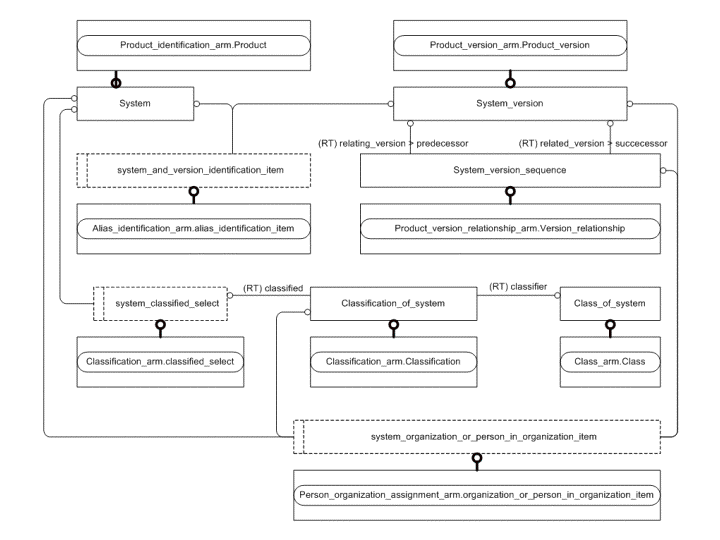 Product_identification_arm.Product
Product_version_arm.Product_version
System
System_version
(RT) relating_version > predecessor
(RT) related_version > succecessor
system_and_version_identification_item
System_version_sequence
Alias_identification_arm.alias_identification_item
Product_version_relationship_arm.Version_relationship
(RT) classified
(RT) classifier
system_classified_select
Classification_of_system
Class_of_system
Classification_arm.classified_select
Classification_arm.Classification
Class_arm.Class
system_organization_or_person_in_organization_item
Person_organization_assignment_arm.organization_or_person_in_organization_item